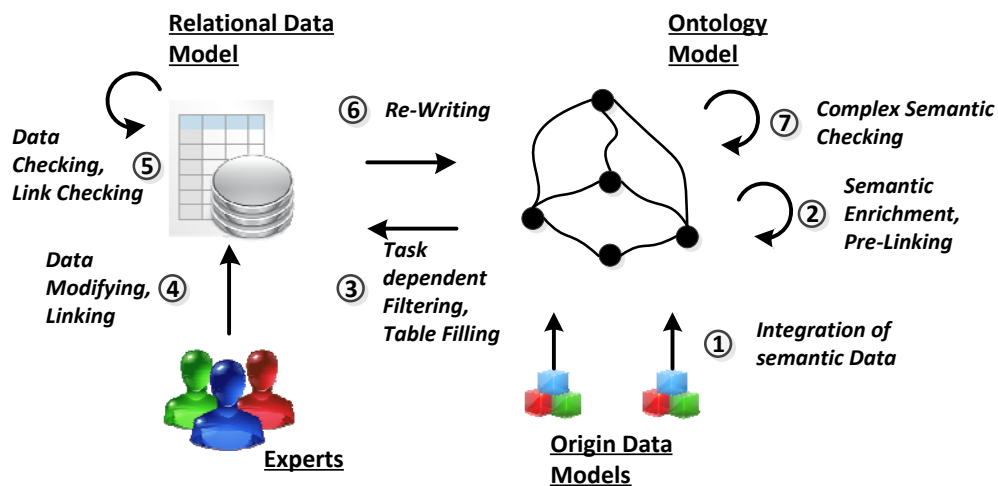 Relational Data
Model
Ontology
Model
⑥ Re-Writing
⑦ Complex Semantic
Checking
Data
Checking,
Link Checking ⑤
Semantic
② Enrichment,
Pre-Linking
Data
Modifying,
Linking ④
Task
dependent
③ Filtering,
Table Filling
① Integration of
semantic Data
Experts
Origin Data
Models